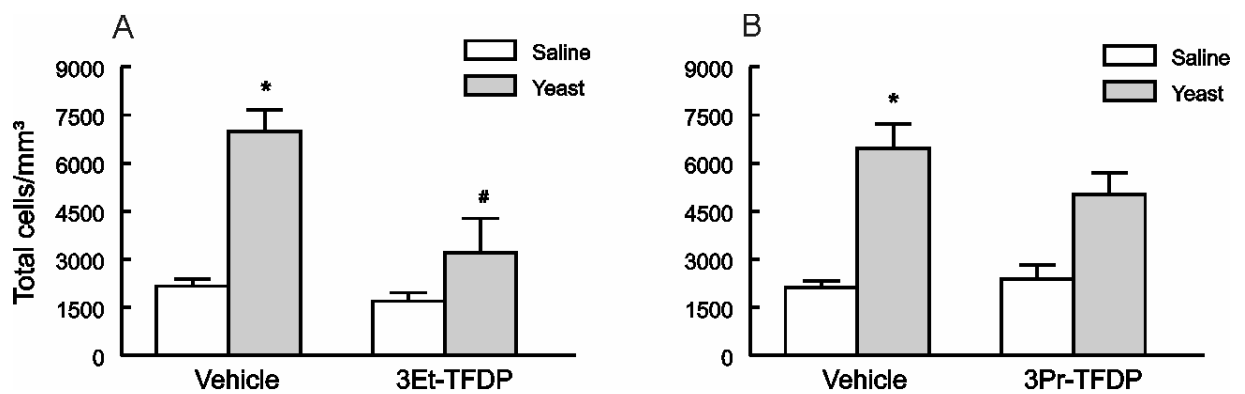 A
Saline
Yeast
Total cells/mm³
9000
7500
6000
4500
3000
1500
0
*
#
Vehicle
3Et-TFDP
B
Saline
Yeast
9000
7500
6000
4500
3000
1500
0
*
Vehicle
3Pr-TFDP